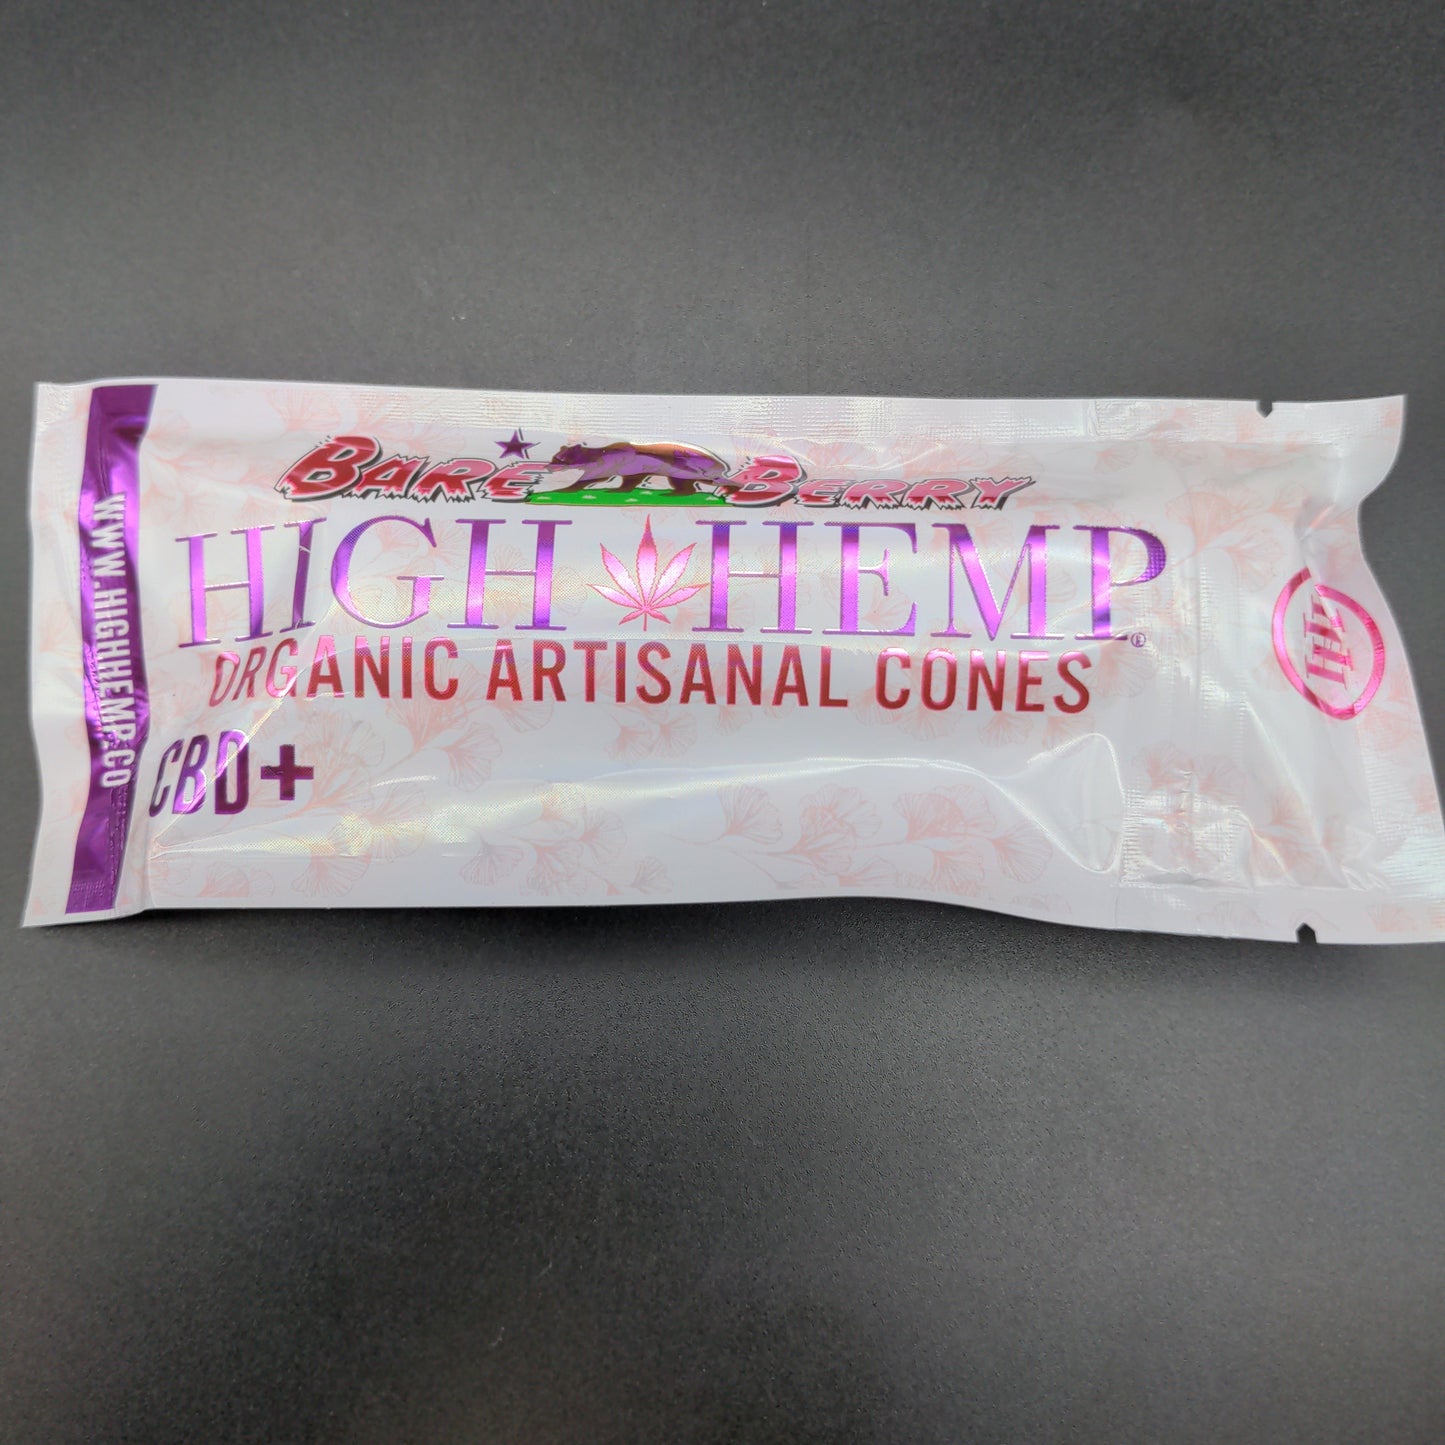 BARE BERRY
HIGH HEMP®
ORGANIC ARTISANAL CONES
CBD+
WWW.HIGHHEMP.CO